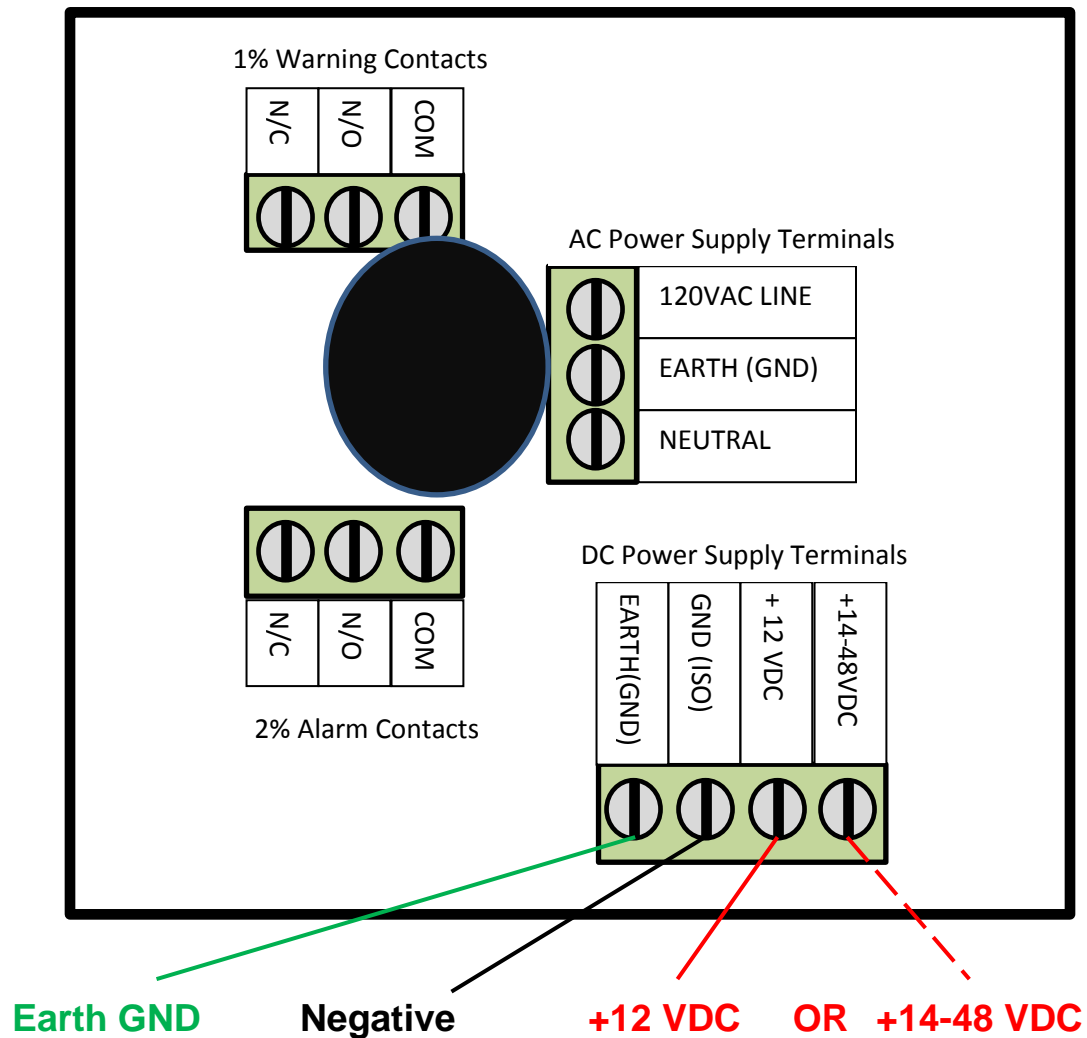 1% Warning Contacts
N/C
N/O
COM
AC Power Supply Terminals
120VAC LINE
EARTH (GND)
NEUTRAL
N/C
N/O
COM
2% Alarm Contacts
DC Power Supply Terminals
EARTH(GND)
GND (ISO)
+ 12 VDC
+14-48VDC
Earth GND Negative +12 VDC OR +14-48 VDC